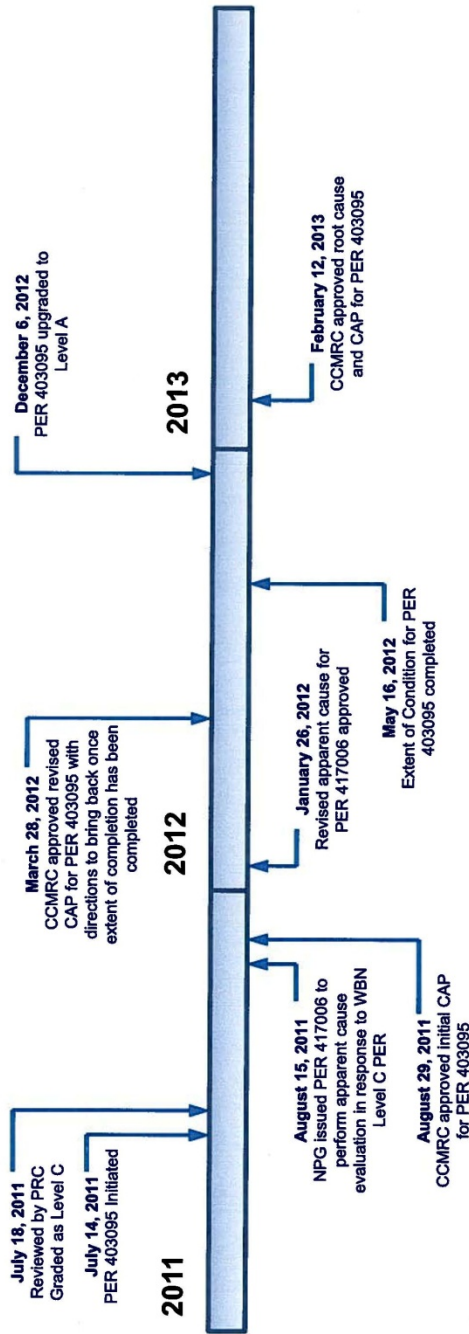 July 18, 2011
Reviewed by PRC
Graded as Level C
July 14, 2011
PER 403095 Initiated
March 28, 2012
CCMRC approved revised
CAP for PER 403095 with
directions to bring back once
extent of completion has been
completed
December 6, 2012
PER 403095 upgraded to
Level A
2011
2012
2013
August 15, 2011
NPG issued PER 417006 to
perform apparent cause
evaluation in response to WBN
Level C PER
August 29, 2011
CCMRC approved initial CAP
for PER 403095
January 26, 2012
Revised apparent cause for
PER 417006 approved
May 16, 2012
Extent of Condition for PER
403095 completed
February 12, 2013
CCMRC approved root cause
and CAP for PER 403095